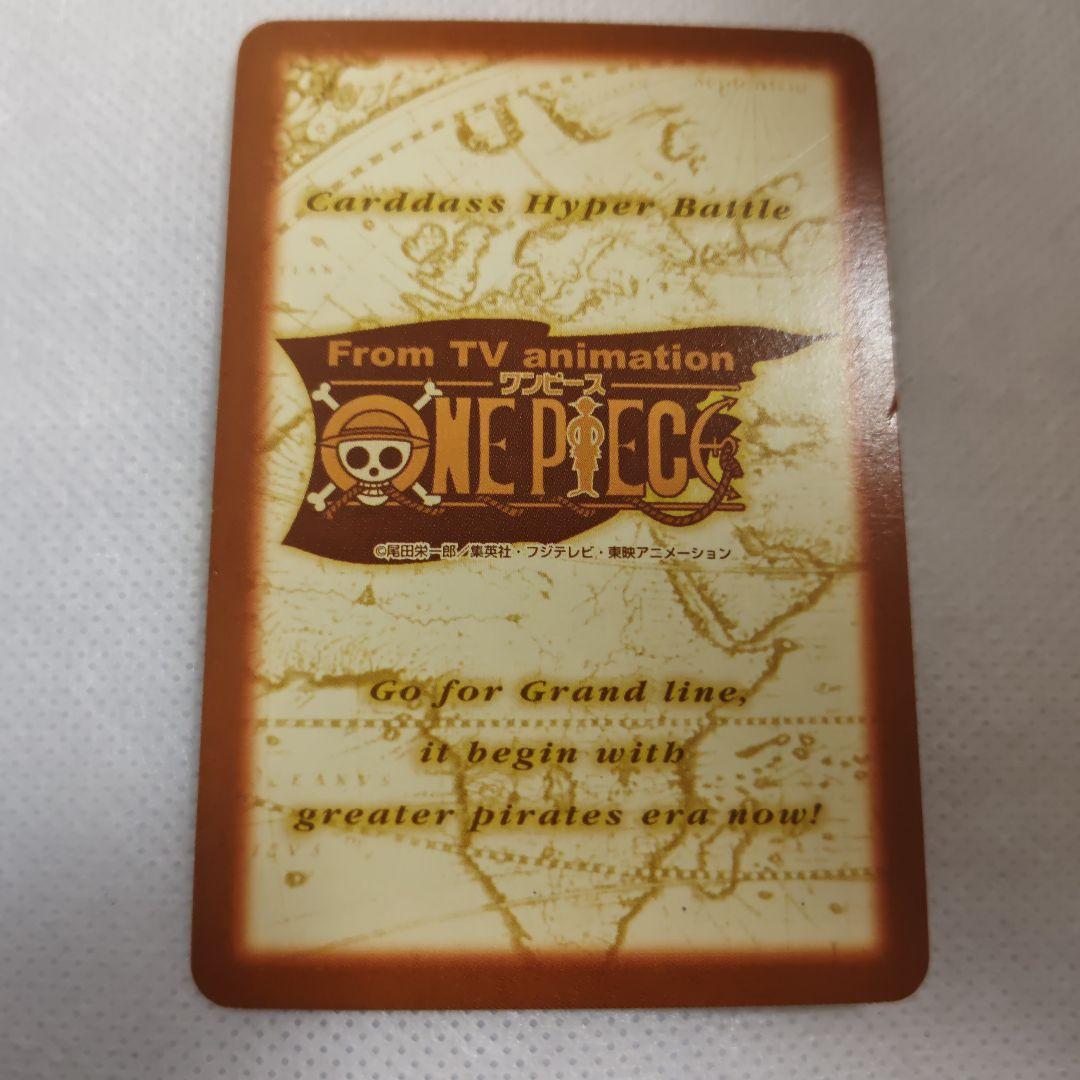 Septentrio
Carddass Hyper Battle
From TV animation
ワンピース
ONE PIECE
©尾田栄一郎/集英社・フジテレビ・東映アニメーション
Go for Grand line,
it begin with
greater pirates era now!